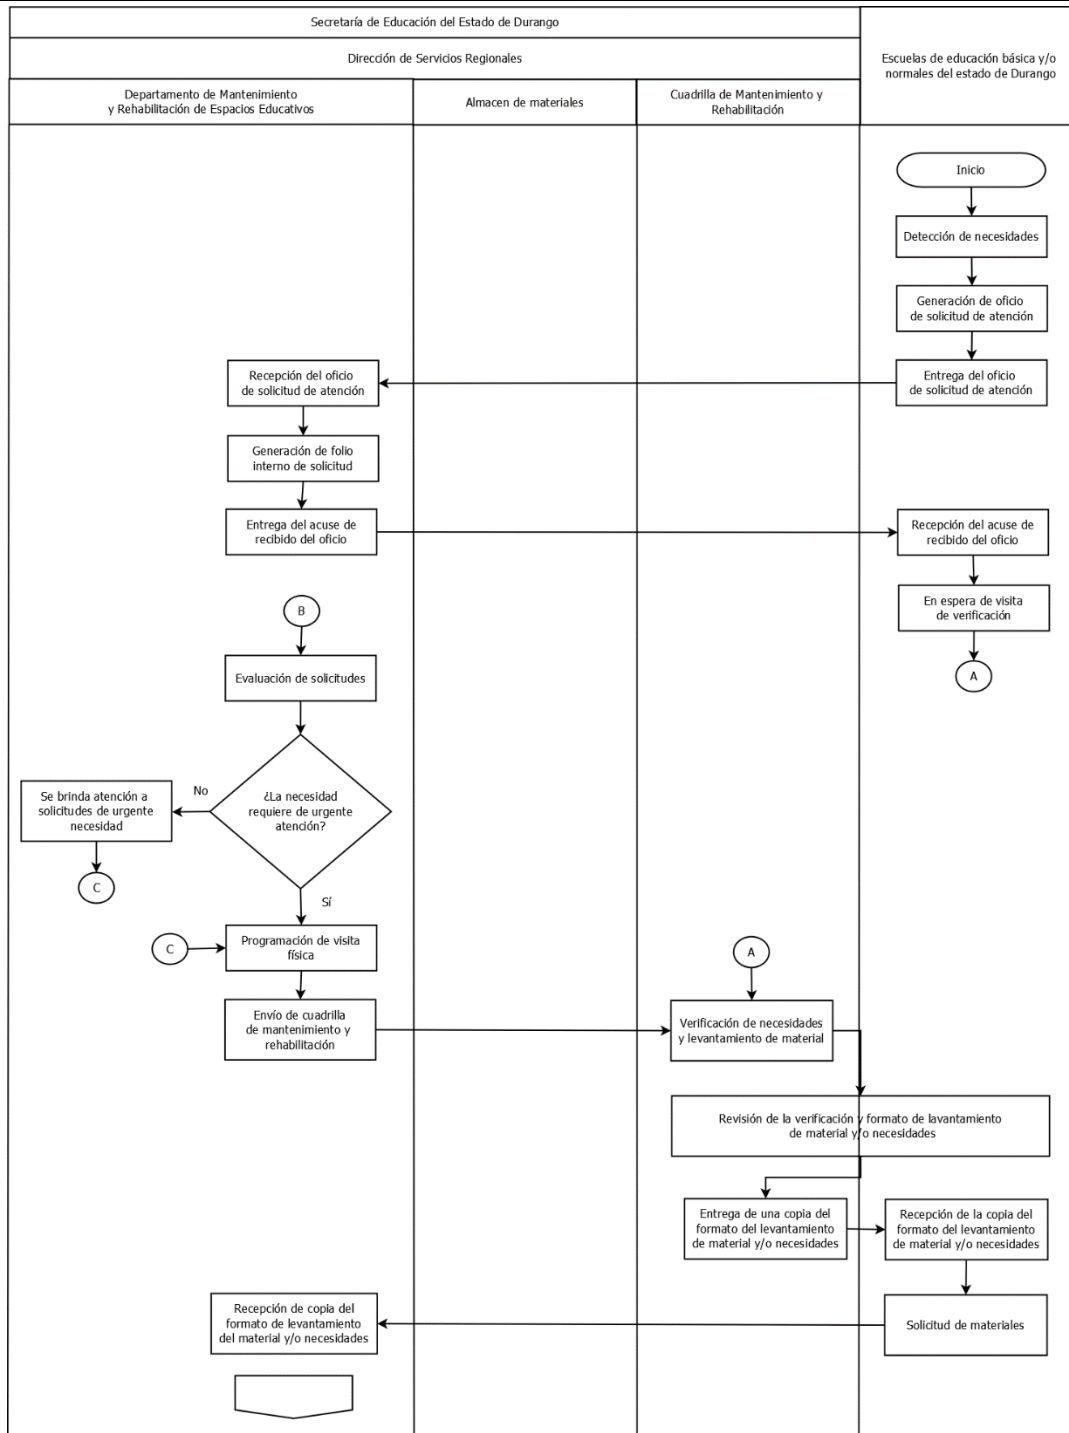 Secretaría de Educación del Estado de Durango
Dirección de Servicios Regionales
Escuelas de educación básica y/o
normales del estado de Durango
Departamento de Mantenimiento
y Rehabilitación de Espacios Educativos
Almacen de materiales
Cuadrilla de Mantenimiento y
Rehabilitación
Inicio
Detección de necesidades
Generación de oficio
de solicitud de atención
Entrega del oficio
de solicitud de atención
Recepción del oficio
de solicitud de atención
Generación de folio
interno de solicitud
Entrega del acuse de
recibido del oficio
Recepción del acuse de
recibido del oficio
En espera de visita
de verificación
A
B
Evaluación de solicitudes
¿La necesidad
requiere de urgente
atención?
No
Se brinda atención a
solicitudes de urgente
necesidad
C
Sí
C
Programación de visita
física
Envío de cuadrilla
de mantenimiento y
rehabilitación
A
Verificación de necesidades
y levantamiento de material
Revisión de la verificación y formato de lavantamiento
de material y/o necesidades
Entrega de una copia del
formato del levantamiento
de material y/o necesidades
Recepción de la copia del
formato del levantamiento
de material y/o necesidades
Solicitud de materiales
Recepción de copia del
formato de levantamiento
del material y/o necesidades